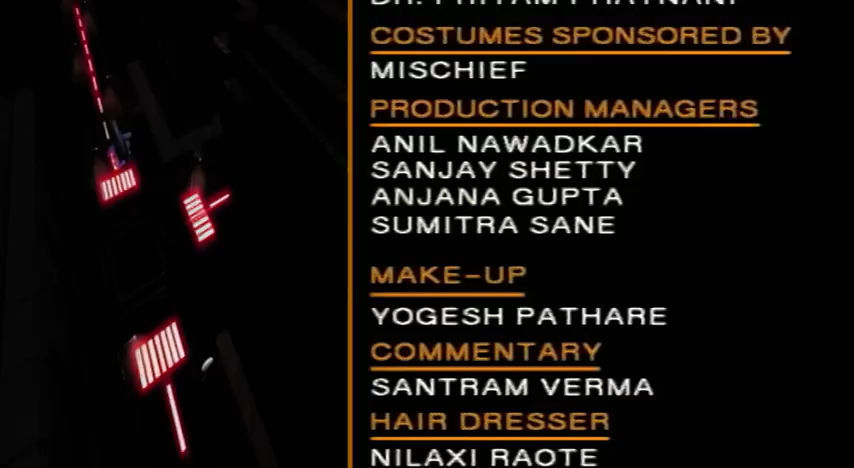 COSTUMES SPONSORED BY
MISCHIEF
PRODUCTION MANAGERS
ANIL NAWADKAR
SANJAY SHETTY
ANJANA GUPTA
SUMITRA SANE
MAKE-UP
YOGESH PATHARE
COMMENTARY
SANTRAM VERMA
HAIR DRESSER
NILAXI RAOTE